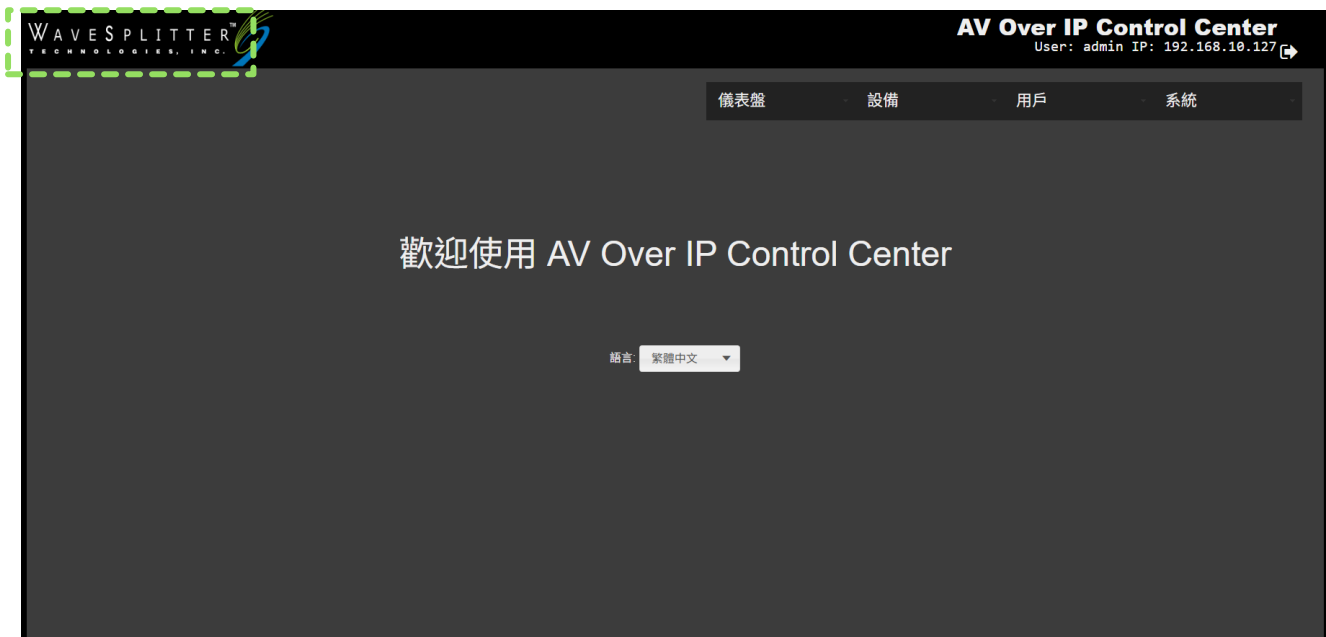 WAVESPLITTER™
TECHNOLOGIES, INC.
AV Over IP Control Center
User: admin IP: 192.168.10.127
儀表盤 設備 用戶 系統
歡迎使用 AV Over IP Control Center
語言: 繁體中文